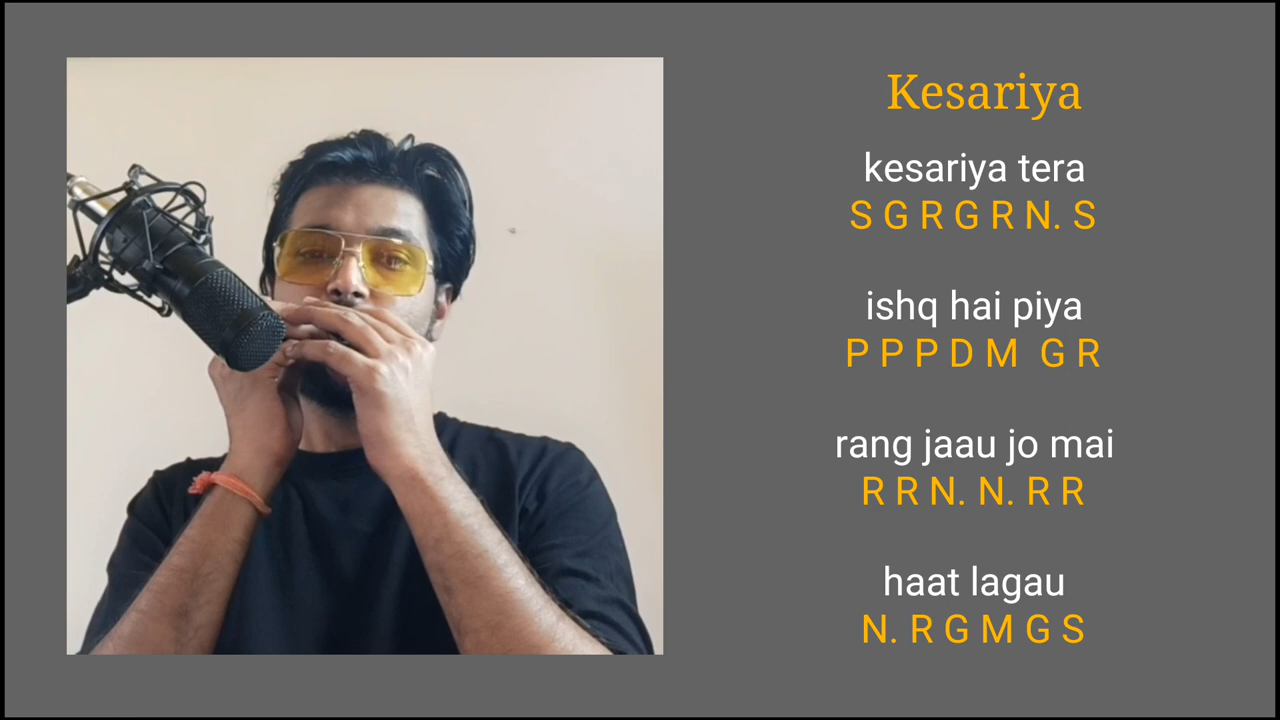 Kesariya
kesariya tera
S G R G R N. S
ishq hai piya
P P P D M  G R
rang jaau jo mai
R R N. N. R R
haat lagau
N. R G M G S